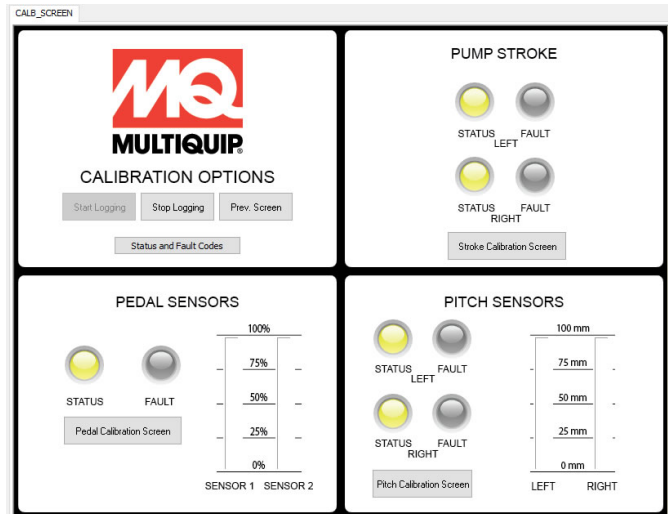 CALB_SCREEN
MQ
MULTIQUIP®
CALIBRATION OPTIONS
Start Logging Stop Logging Prev. Screen
Status and Fault Codes
PUMP STROKE
STATUS FAULT
LEFT
STATUS FAULT
RIGHT
Stroke Calibration Screen
PEDAL SENSORS
100%
75%
50%
25%
0%
STATUS FAULT
Pedal Calibration Screen
SENSOR 1 SENSOR 2
PITCH SENSORS
STATUS FAULT
LEFT
STATUS FAULT
RIGHT
Pitch Calibration Screen
100 mm
75 mm
50 mm
25 mm
0 mm
LEFT RIGHT